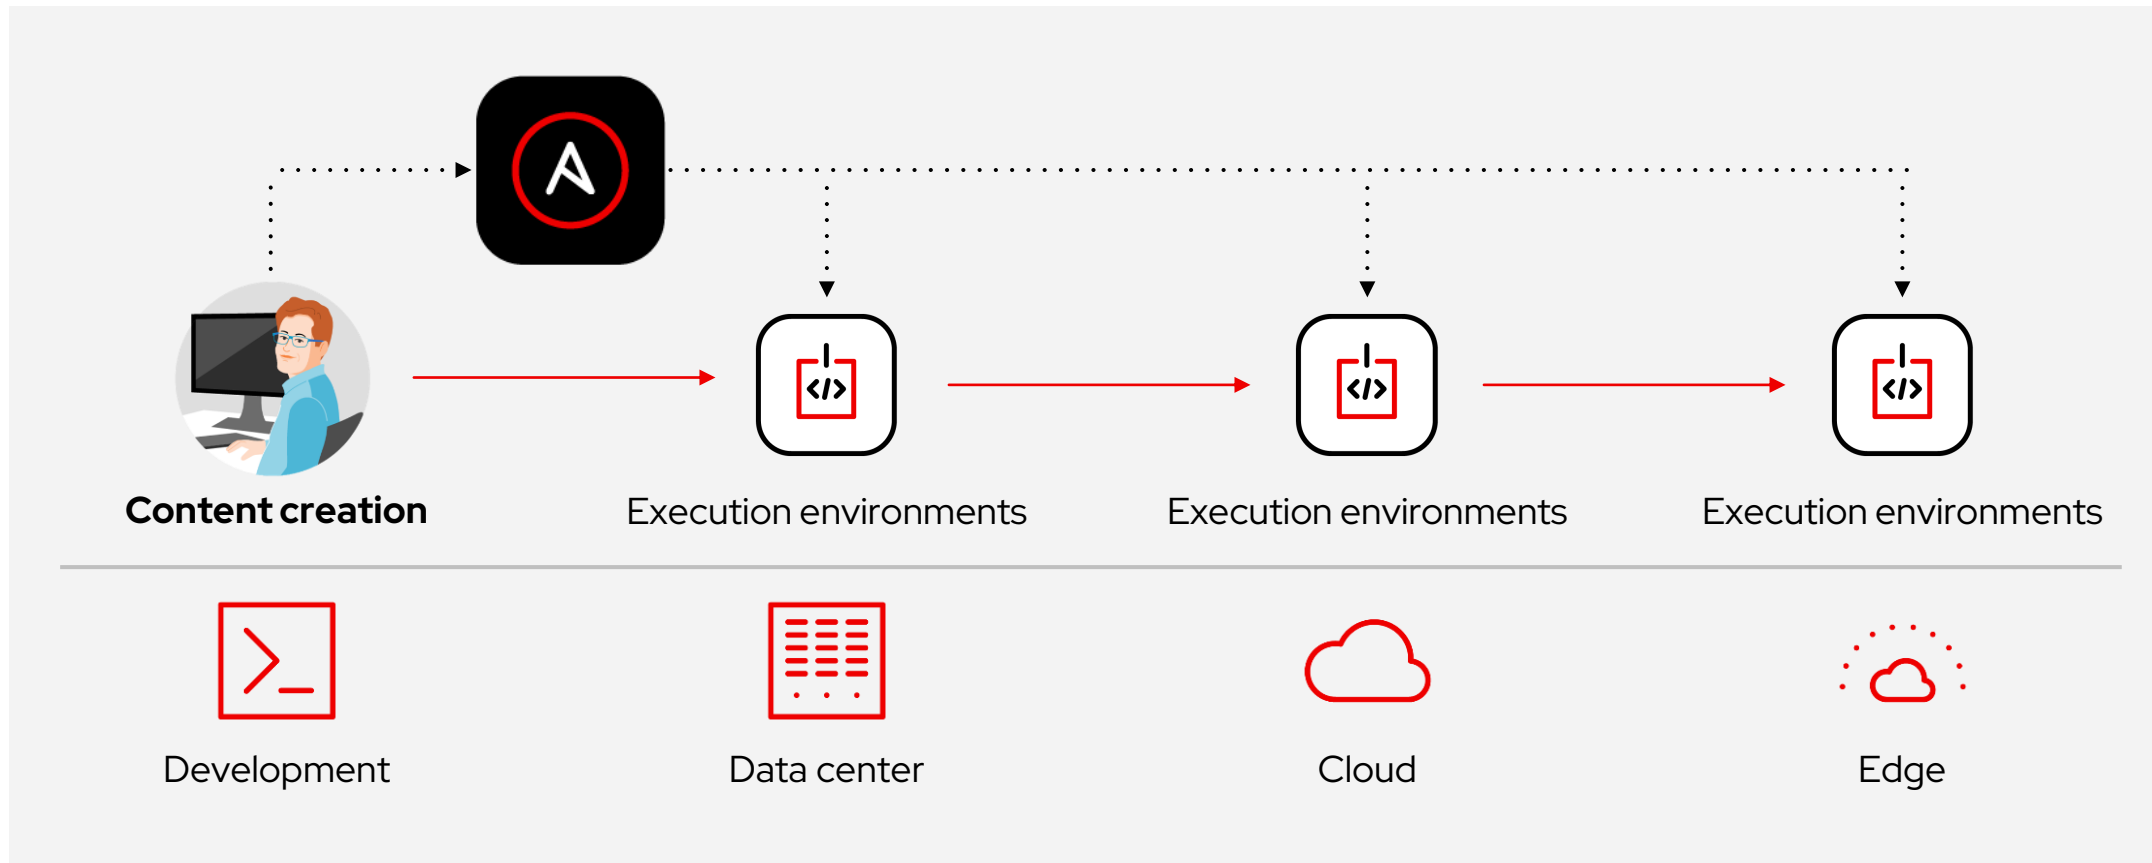 Content creation
Execution environments
Execution environments
Execution environments
Development
Data center
Cloud
Edge